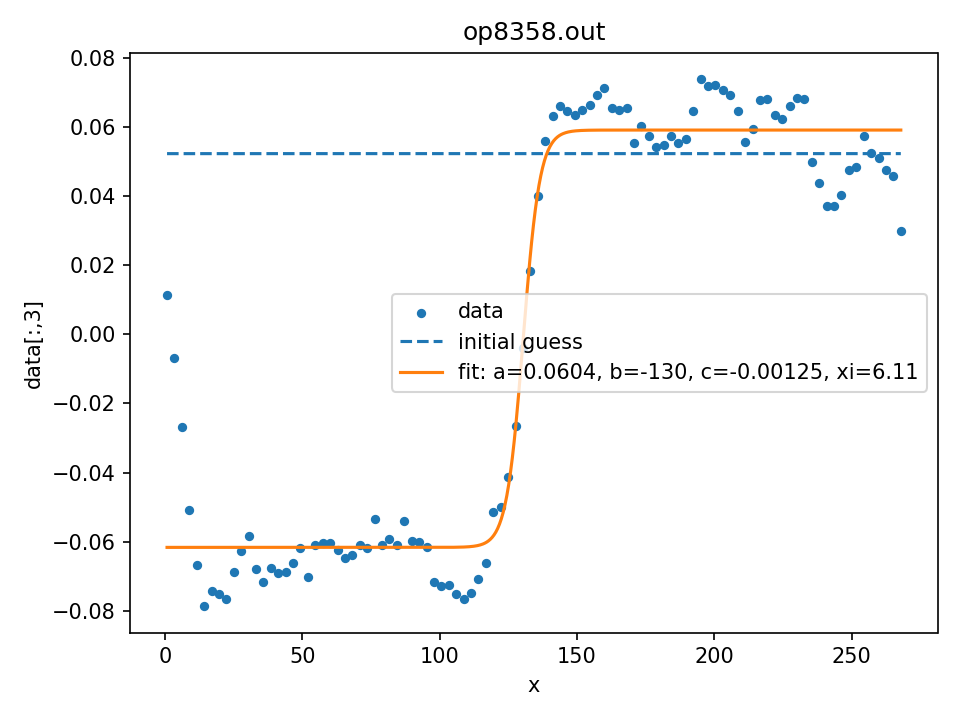 op8358.out
0.08
0.06
0.04
0.02
0.00
−0.02
−0.04
−0.06
−0.08
data[:,3]
data
initial guess
fit: a=0.0604, b=-130, c=-0.00125, xi=6.11
0 50 100 150 200 250
x